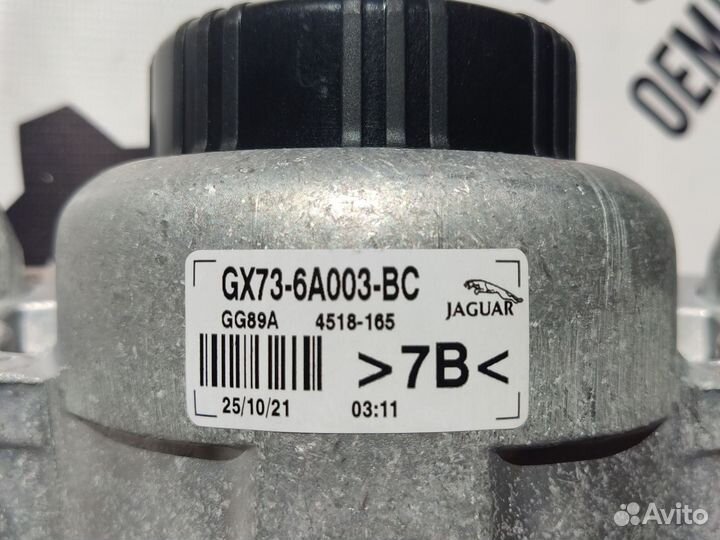 OEM
GX73-6A003-BC
GG89A 4518-165
JAGUAR
>7B<
25/10/21 03:11
Avito